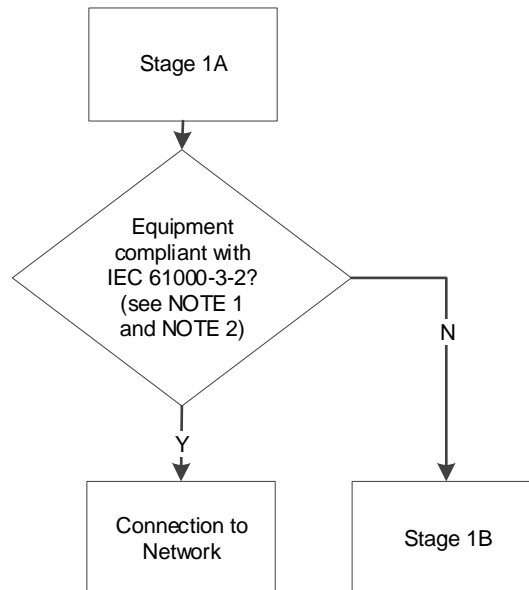 Stage 1A
Equipment
compliant with
IEC 61000-3-2?
(see NOTE 1
and NOTE 2)
N
Y
Connection to
Network
Stage 1B